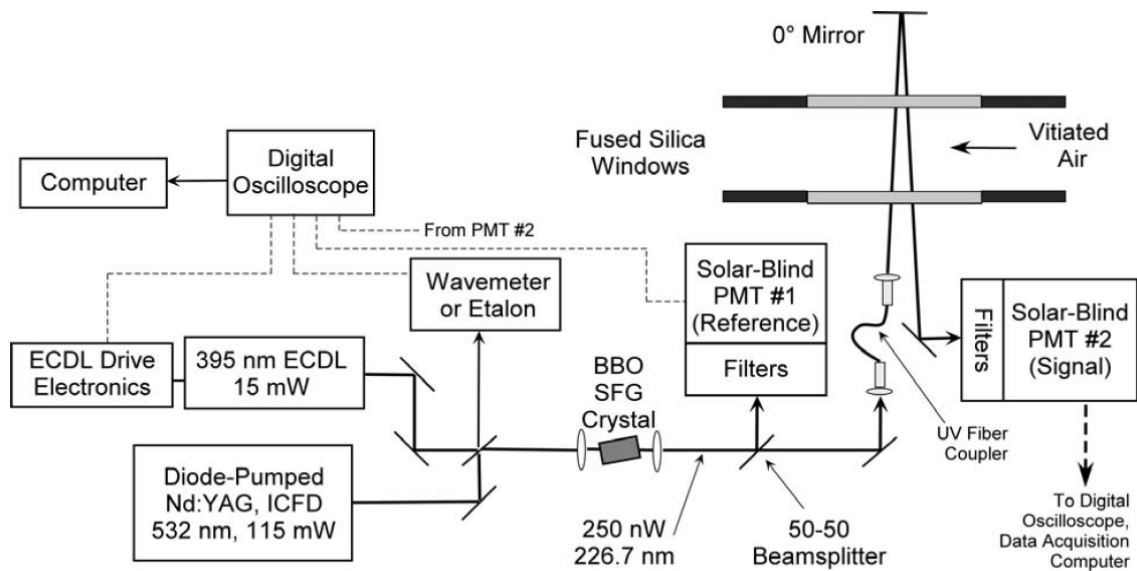 0° Mirror
Fused Silica
Windows
Vitiated
Air
Digital
Oscilloscope
Computer
From PMT #2
Wavemeter
or Etalon
Solar-Blind
PMT #1
(Reference)
Filters
Filters
Solar-Blind
PMT #2
(Signal)
ECDL Drive
Electronics
395 nm ECDL
15 mW
BBO
SFG
Crystal
UV Fiber
Coupler
Diode-Pumped
Nd:YAG, ICFD
532 nm, 115 mW
250 nW
226.7 nm
50-50
Beamsplitter
To Digital
Oscilloscope,
Data Acquisition
Computer